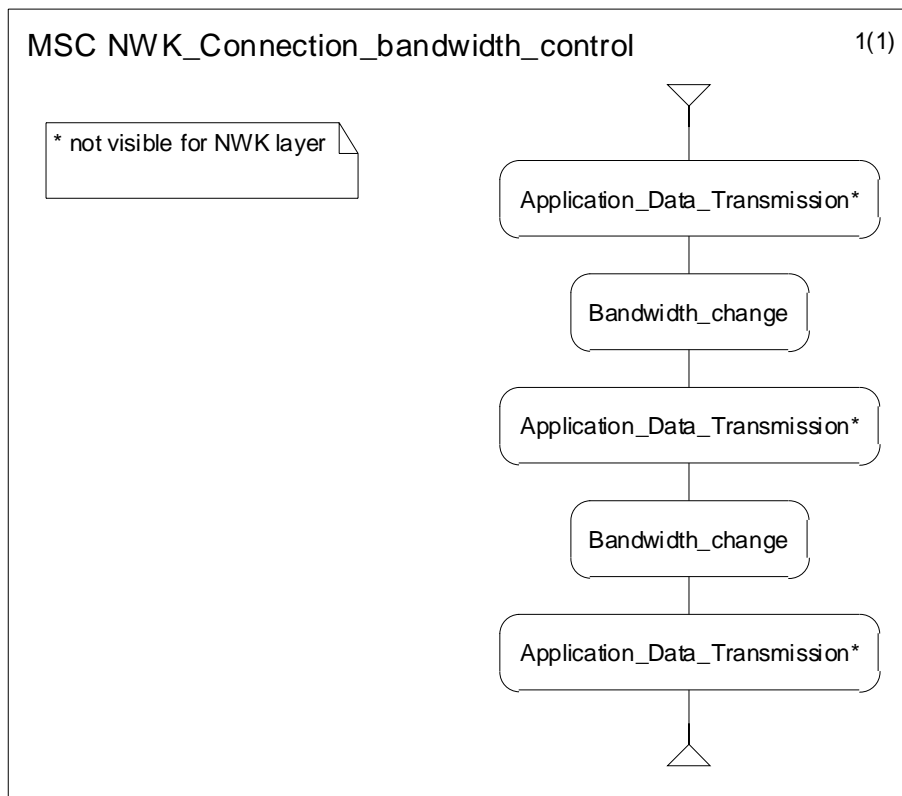 MSC NWK_Connection_bandwidth_control
1(1)
* not visible for NWK layer
Application_Data_Transmission*
Bandwidth_change
Application_Data_Transmission*
Bandwidth_change
Application_Data_Transmission*